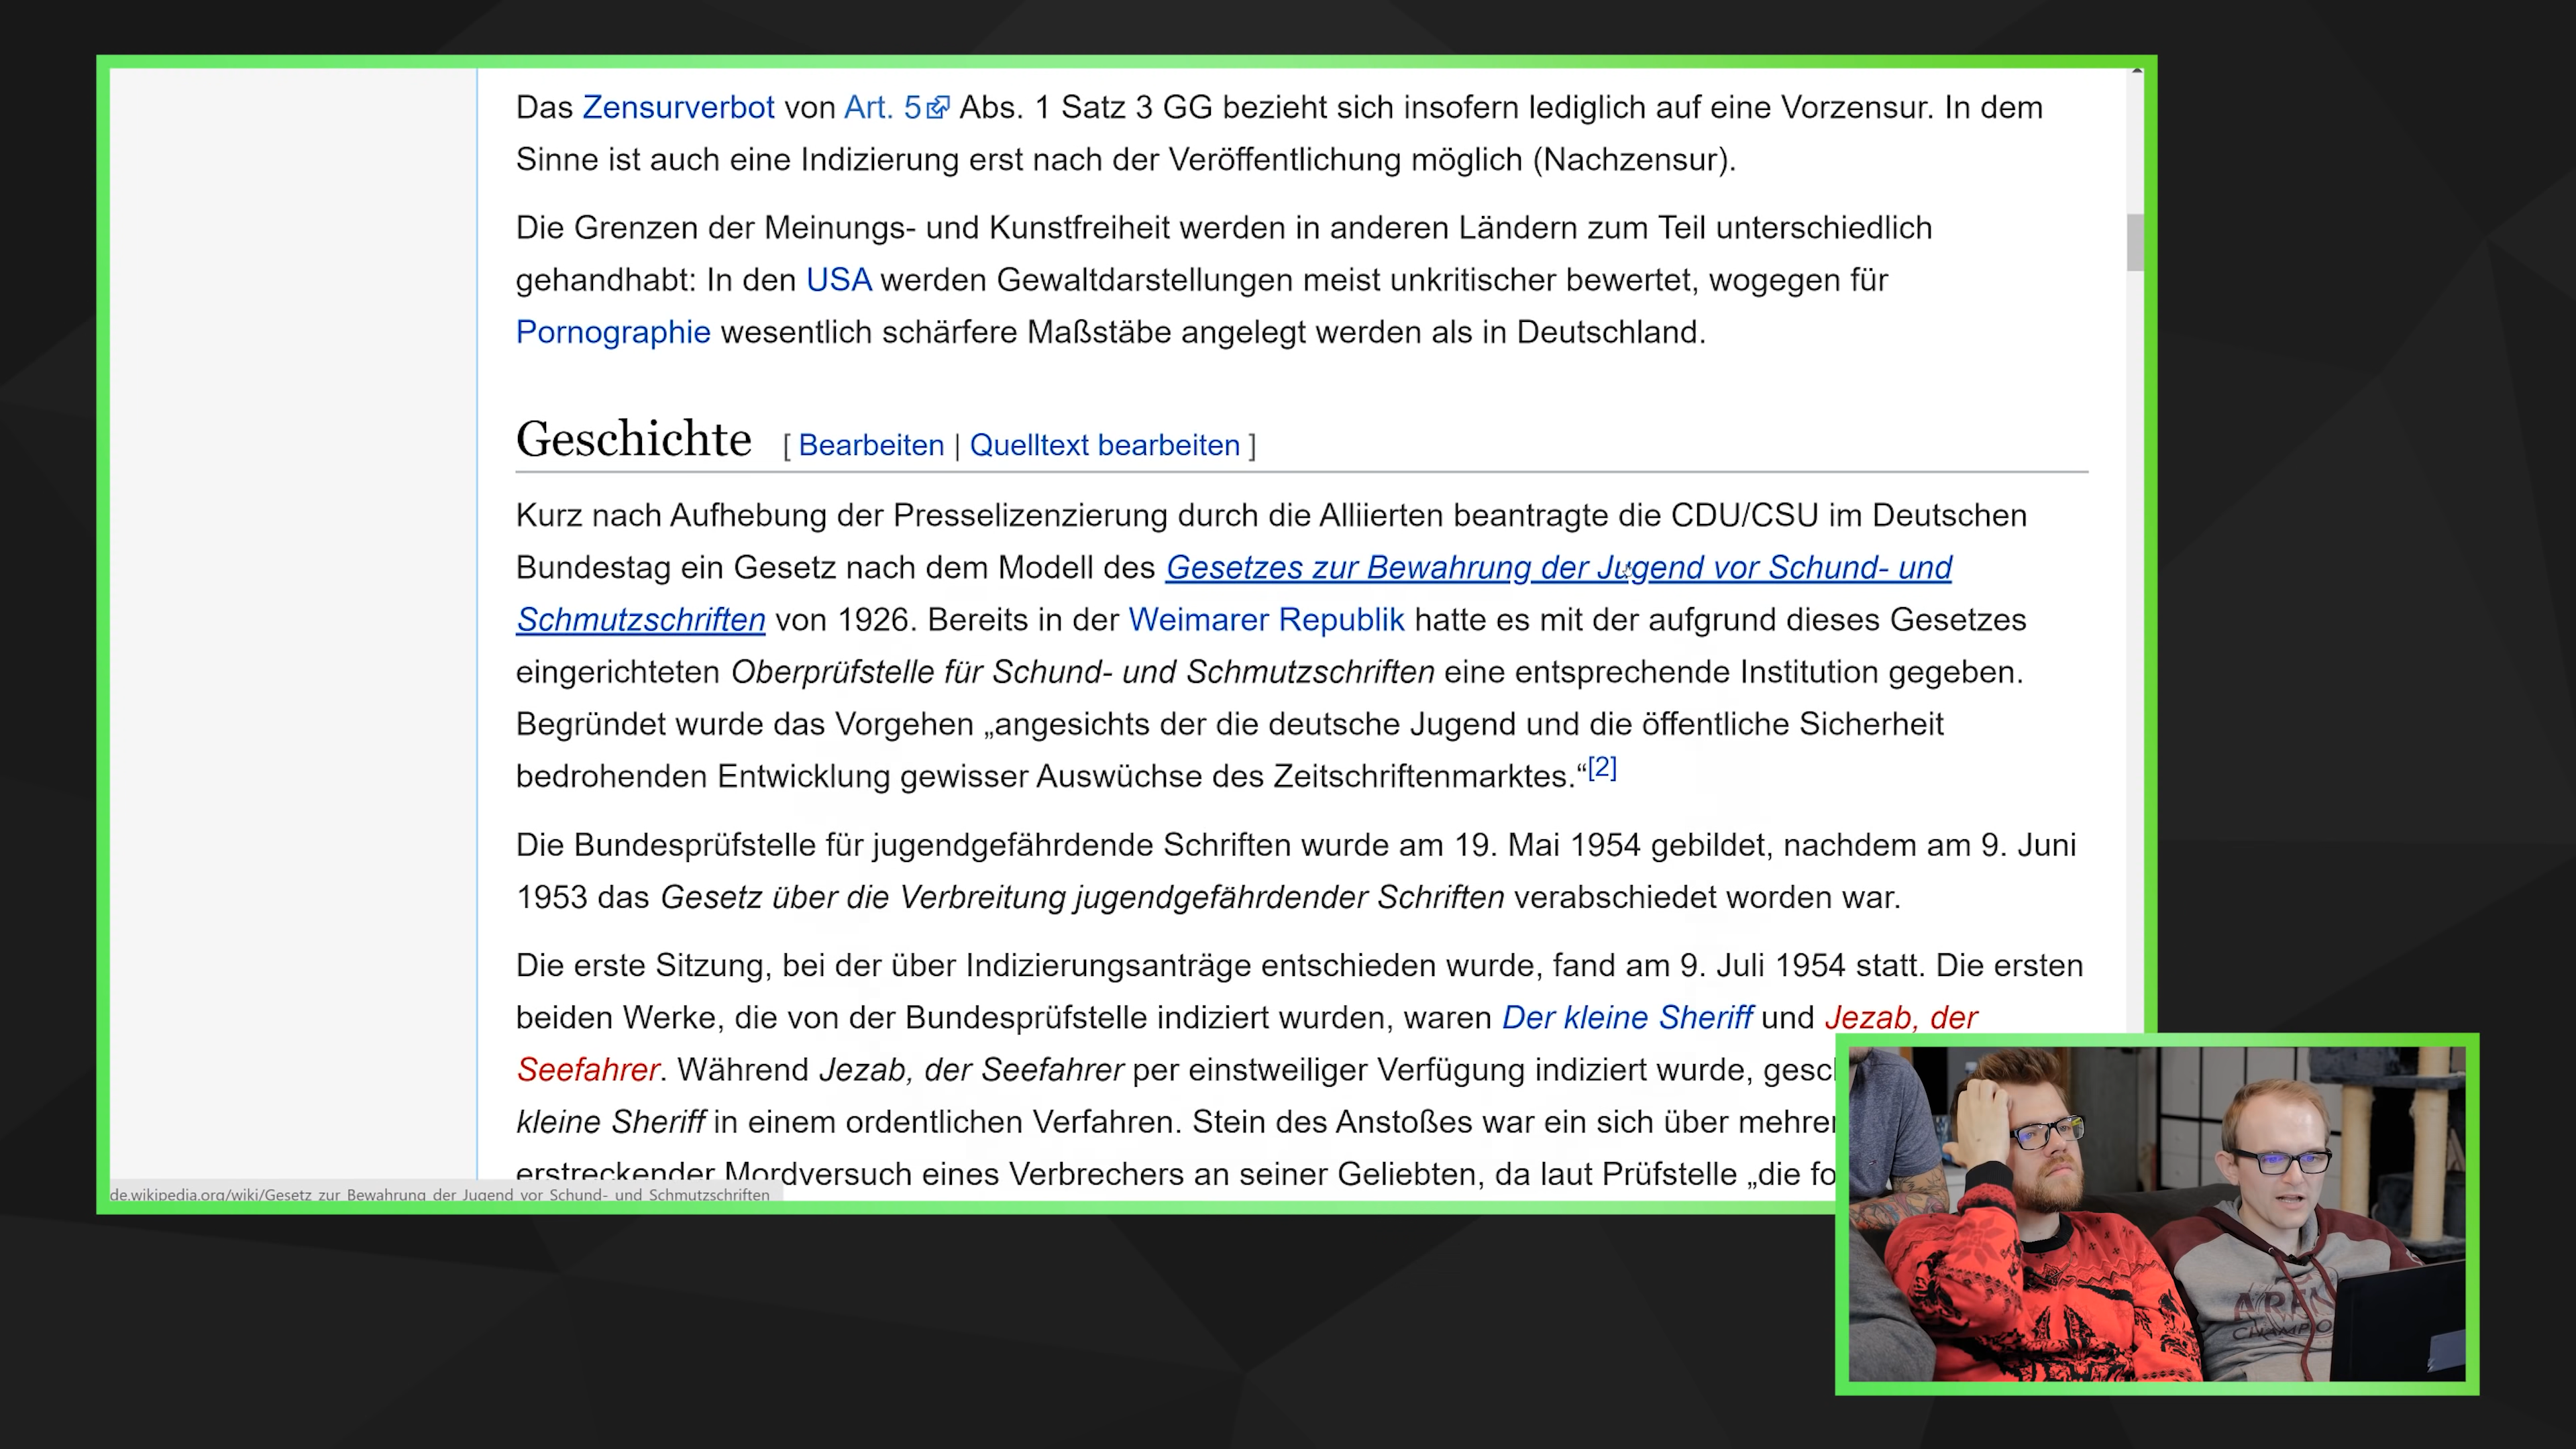 Das Zensurverbot von Art. 5 Abs. 1 Satz 3 GG bezieht sich insofern lediglich auf eine Vorzensur. In dem
Sinne ist auch eine Indizierung erst nach der Veröffentlichung möglich (Nachzensur).
Die Grenzen der Meinungs- und Kunstfreiheit werden in anderen Ländern zum Teil unterschiedlich
gehandhabt: In den USA werden Gewaltdarstellungen meist unkritischer bewertet, wogegen für
Pornographie wesentlich schärfere Maßstäbe angelegt werden als in Deutschland.
Geschichte [ Bearbeiten | Quelltext bearbeiten ]
Kurz nach Aufhebung der Presselizenzierung durch die Alliierten beantragte die CDU/CSU im Deutschen
Bundestag ein Gesetz nach dem Modell des Gesetzes zur Bewahrung der Jugend vor Schund- und
Schmutzschriften von 1926. Bereits in der Weimarer Republik hatte es mit der aufgrund dieses Gesetzes
eingerichteten Oberprüfstelle für Schund- und Schmutzschriften eine entsprechende Institution gegeben.
Begründet wurde das Vorgehen „angesichts der die deutsche Jugend und die öffentliche Sicherheit
bedrohenden Entwicklung gewisser Auswüchse des Zeitschriftenmarktes.“[2]
Die Bundesprüfstelle für jugendgefährdende Schriften wurde am 19. Mai 1954 gebildet, nachdem am 9. Juni
1953 das Gesetz über die Verbreitung jugendgefährdender Schriften verabschiedet worden war.
Die erste Sitzung, bei der über Indizierungsanträge entschieden wurde, fand am 9. Juli 1954 statt. Die ersten
beiden Werke, die von der Bundesprüfstelle indiziert wurden, waren Der kleine Sheriff und Jezab, der
Seefahrer. Während Jezab, der Seefahrer per einstweiliger Verfügung indiziert wurde,
kleine Sheriff in einem ordentlichen Verfahren. Stein des Anstoßes war ein sich über
erstreckender Mordversuch eines Verbrechers an seiner Geliebten, da laut Prüfstelle „die
de.wikipedia.org/wiki/Gesetz_zur_Bewahrung_der_Jugend_vor_Schund-_und_Schmutzschriften